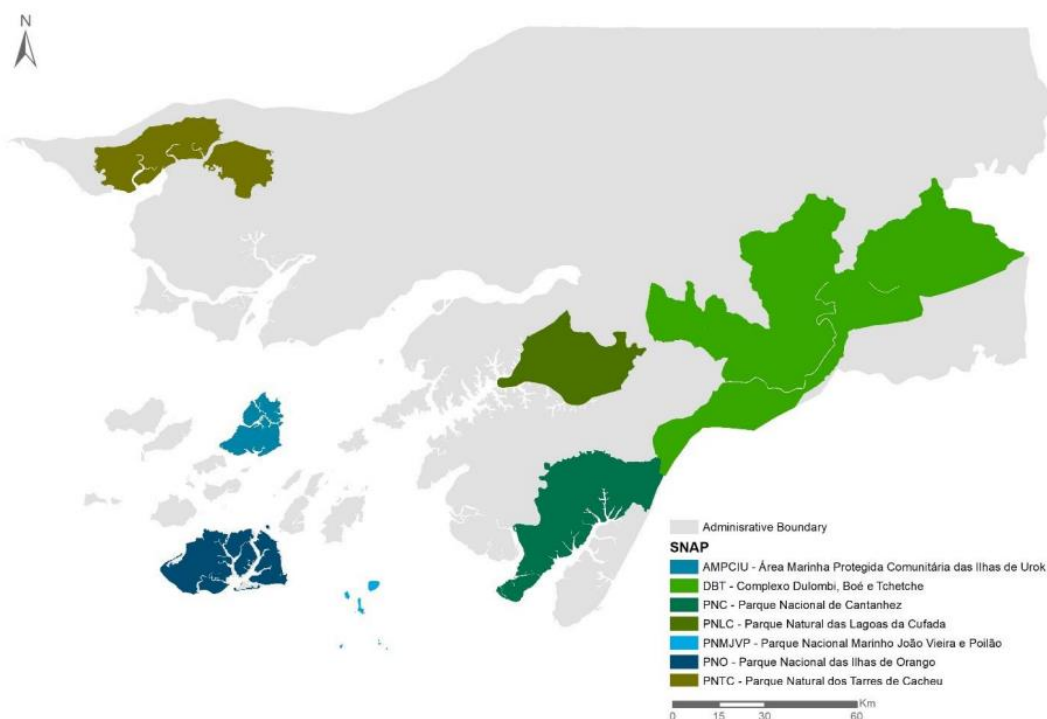 N
Adminisrative Boundary
SNAP
AMPCIU - Área Marinha Protegida Comunitária das Ilhas de Urok
DBT - Complexo Dulombi, Boé e Tchetche
PNC - Parque Nacional de Cantanhez
PNLC - Parque Natural das Lagoas da Cufada
PNMJVP - Parque Nacional Marinho João Vieira e Poilão
PNO - Parque Nacional das Ilhas de Orango
PNTC - Parque Natural dos Tarres de Cacheu
Km
0 15 30 60